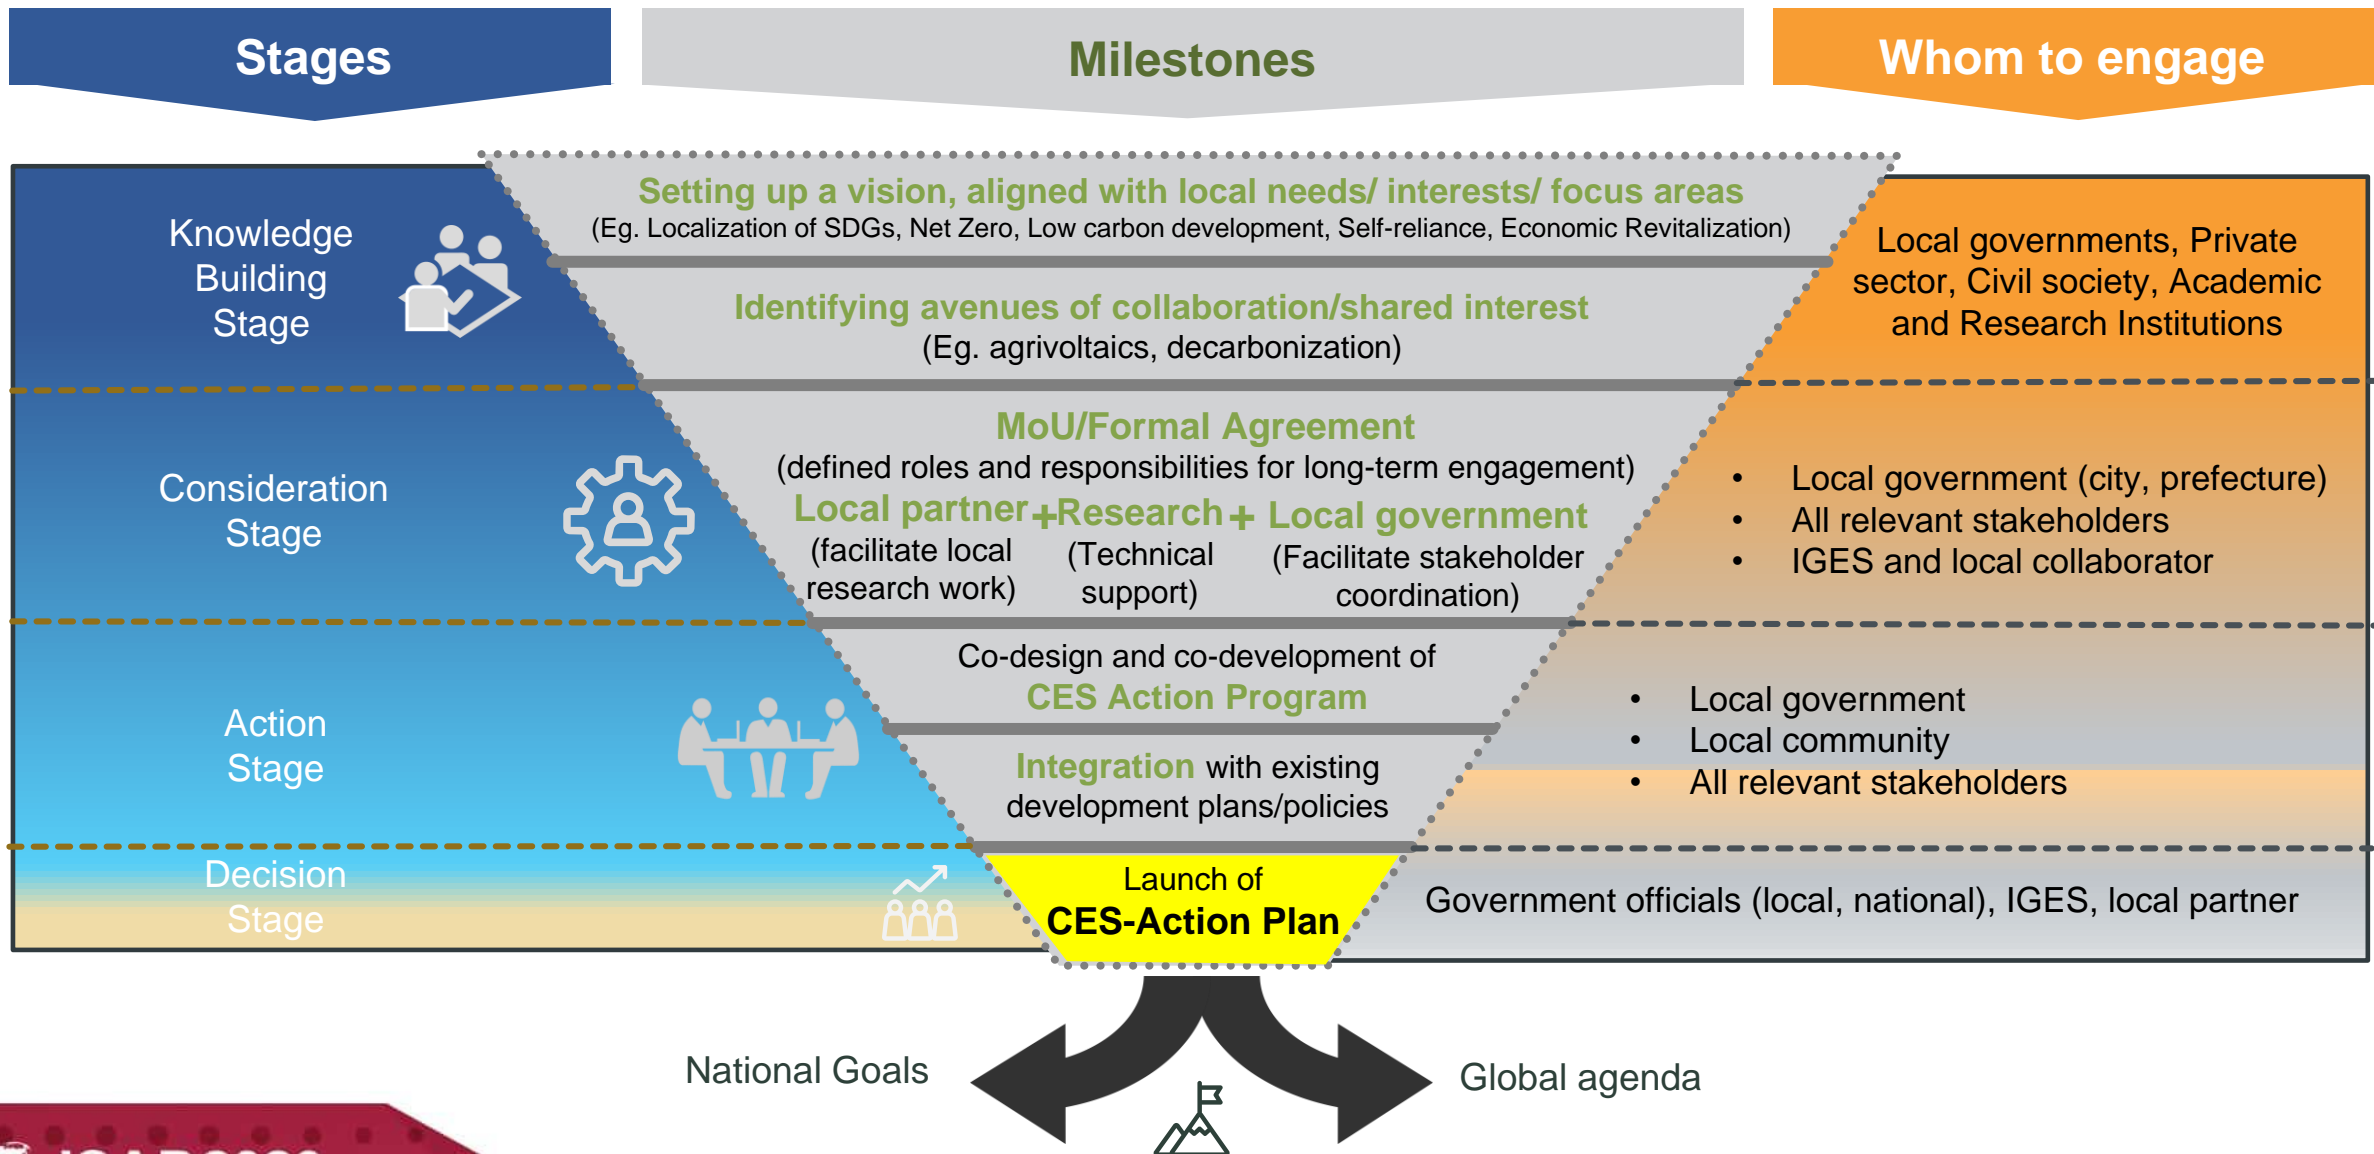 Stages
Milestones
Whom to engage
Knowledge
Building
Stage
Setting up a vision, aligned with local needs/ interests/ focus areas
(Eg. Localization of SDGs, Net Zero, Low carbon development, Self-reliance, Economic Revitalization)
Identifying avenues of collaboration/shared interest
(Eg. agrivoltaics, decarbonization)
Local governments, Private
sector, Civil society, Academic
and Research Institutions
Consideration
Stage
MoU/Formal Agreement
(defined roles and responsibilities for long-term engagement)
Local partner + Research + Local government
(facilitate local
research work)
(Technical
support)
(Facilitate stakeholder
coordination)
• Local government (city, prefecture)
• All relevant stakeholders
• IGES and local collaborator
Action
Stage
Co-design and co-development of
CES Action Program
Integration with existing
development plans/policies
• Local government
• Local community
• All relevant stakeholders
Decision
Stage
Launch of
CES-Action Plan
Government officials (local, national), IGES, local partner
National Goals
Global agenda